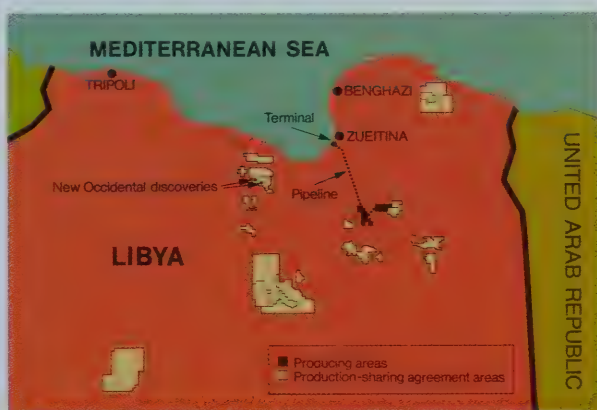 MEDITERRANEAN SEA
TRIPOLI
BENGHAZI
Terminal
ZUEITINA
New Occidental discoveries
Pipeline
LIBYA
UNITED ARAB REPUBLIC
Producing areas
Production-sharing agreement areas